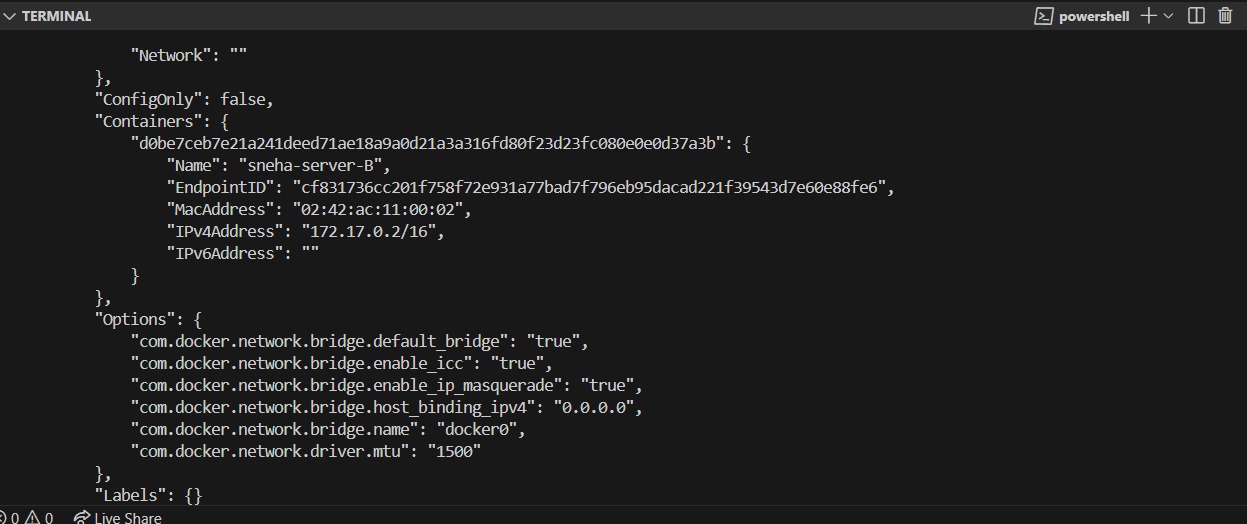 TERMINAL
powershell
"Network": ""
},
"ConfigOnly": false,
"Containers": {
"d0be7ceb7e21a241deed71ae18a9a0d21a3a316fd80f23d23fc080e0e0d37a3b": {
"Name": "sneha-server-B",
"EndpointID": "cf831736cc201f758f72e931a77bad7f796eb95dacad221f39543d7e60e88fe6",
"MacAddress": "02:42:ac:11:00:02",
"IPv4Address": "172.17.0.2/16",
"IPv6Address": ""
}
},
"Options": {
"com.docker.network.bridge.default_bridge": "true",
"com.docker.network.bridge.enable_icc": "true",
"com.docker.network.bridge.enable_ip_masquerade": "true",
"com.docker.network.bridge.host_binding_ipv4": "0.0.0.0",
"com.docker.network.bridge.name": "docker0",
"com.docker.network.driver.mtu": "1500"
},
"Labels": {}
0 0 Live Share